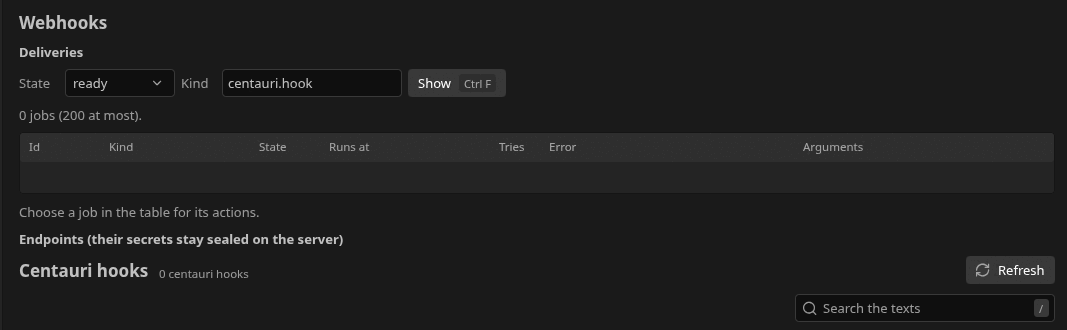 Webhooks
Deliveries
State ready Kind centauri.hook Show Ctrl F
0 jobs (200 at most).
Id Kind State Runs at Tries Error Arguments
Choose a job in the table for its actions.
Endpoints (their secrets stay sealed on the server)
Centauri hooks 0 centauri hooks Refresh
Search the texts /